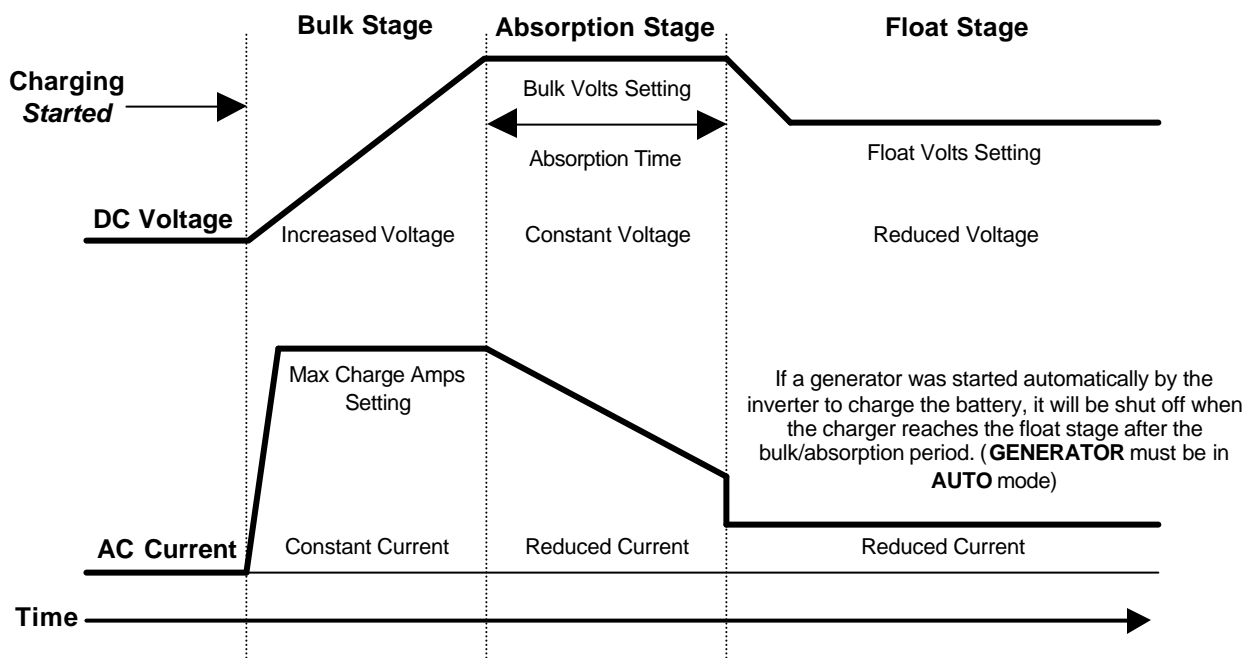 Bulk Stage
Absorption Stage
Float Stage
Charging
Started
Bulk Volts Setting
Absorption Time
Float Volts Setting
DC Voltage
Increased Voltage
Constant Voltage
Reduced Voltage
Max Charge Amps
Setting
If a generator was started automatically by the
inverter to charge the battery, it will be shut off when
the charger reaches the float stage after the
bulk/absorption period. (GENERATOR must be in
AUTO mode)
AC Current
Constant Current
Reduced Current
Reduced Current
Time